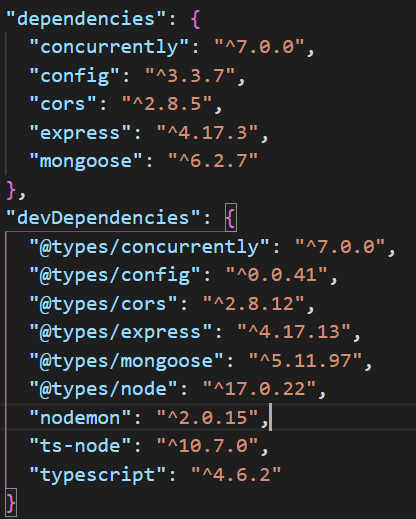 "dependencies": {
"concurrently": "^7.0.0",
"config": "^3.3.7",
"cors": "^2.8.5",
"express": "^4.17.3",
"mongoose": "^6.2.7"
},
"devDependencies": {
"@types/concurrently": "^7.0.0",
"@types/config": "^0.0.41",
"@types/cors": "^2.8.12",
"@types/express": "^4.17.13",
"@types/mongoose": "^5.11.97",
"@types/node": "^17.0.22",
"nodemon": "^2.0.15",
"ts-node": "^10.7.0",
"typescript": "^4.6.2"
}